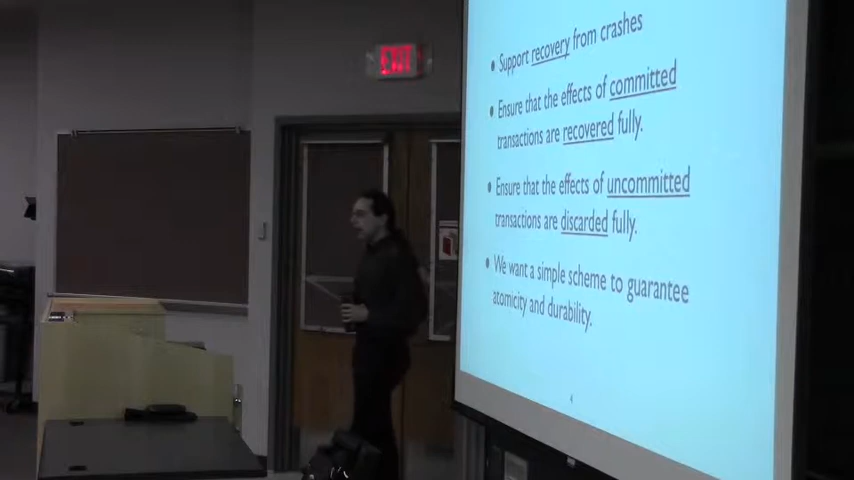 EXIT
• Support recovery from crashes
• Ensure that the effects of committed
transactions are recovered fully.
• Ensure that the effects of uncommitted
transactions are discarded fully.
• We want a simple scheme to guarantee
atomicity and durability.
4